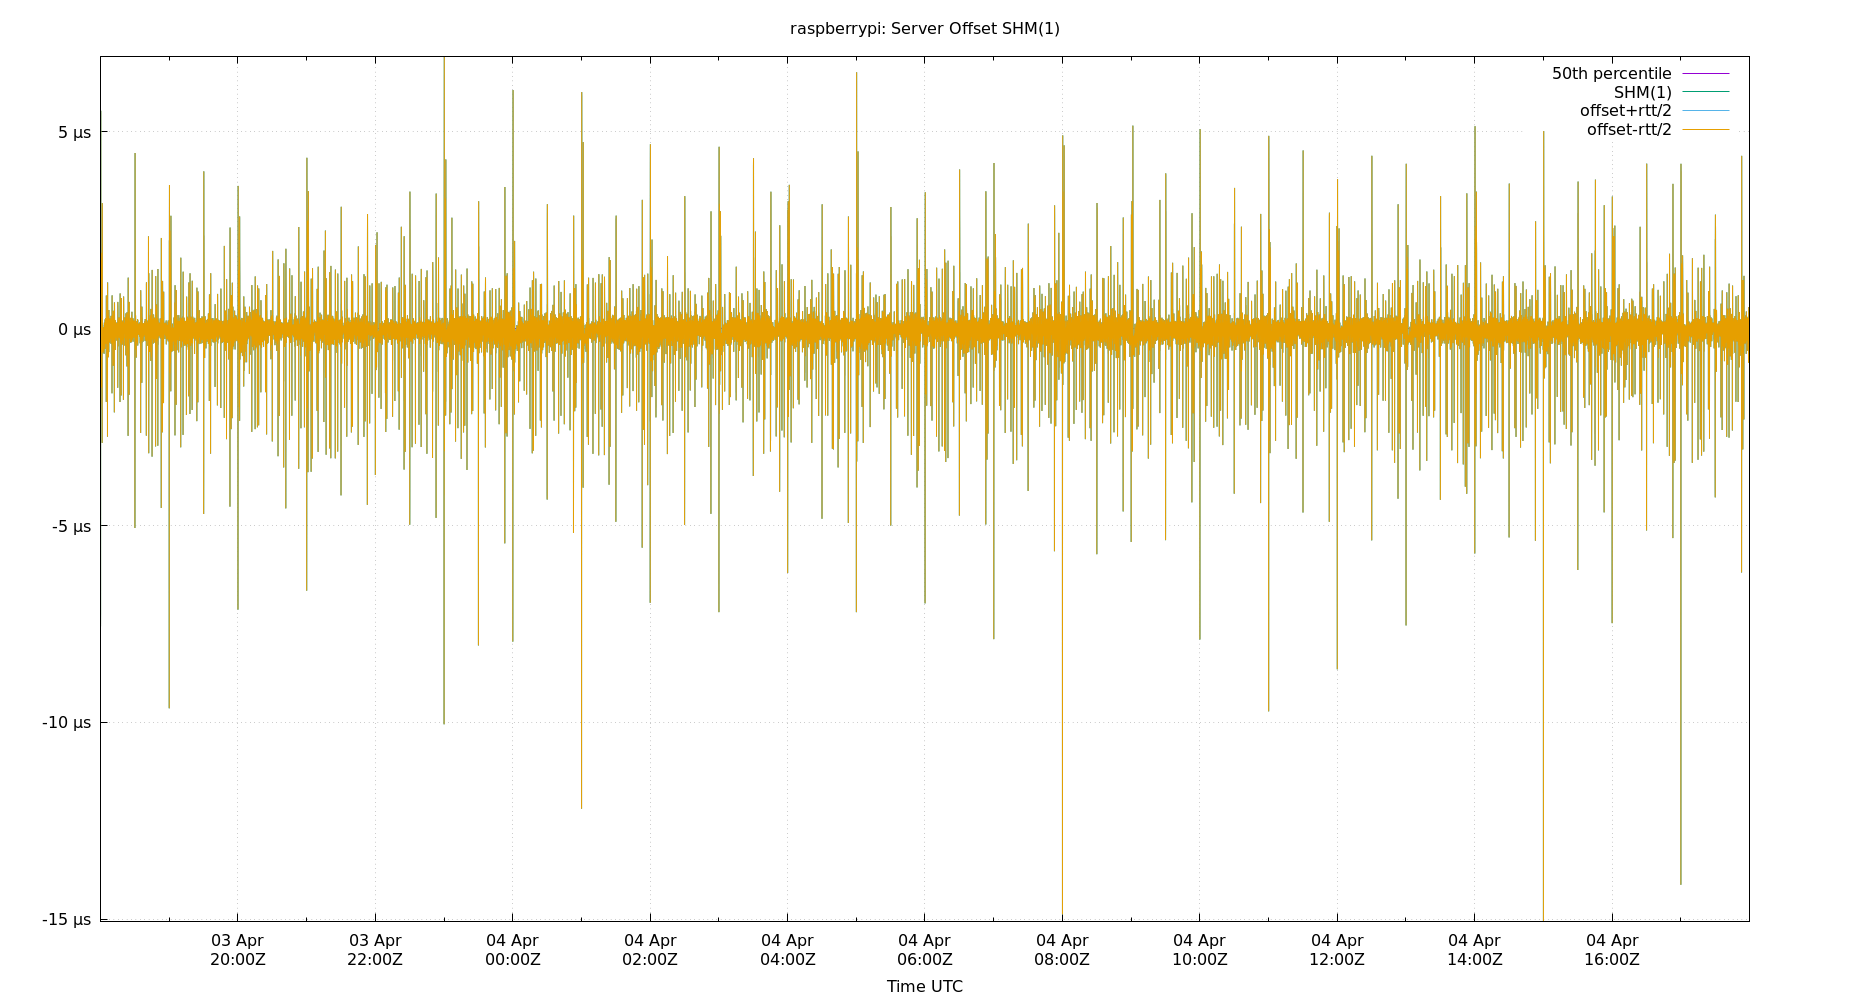 raspberrypi: Server Offset SHM(1)
50th percentile
SHM(1)
offset+rtt/2
offset-rtt/2
5 µs
0 µs
-5 µs
-10 µs
-15 µs
03 Apr 03 Apr 04 Apr 04 Apr 04 Apr 04 Apr 04 Apr 04 Apr 04 Apr 04 Apr 04 Apr
20:00Z 22:00Z 00:00Z 02:00Z 04:00Z 06:00Z 08:00Z 10:00Z 12:00Z 14:00Z 16:00Z
Time UTC